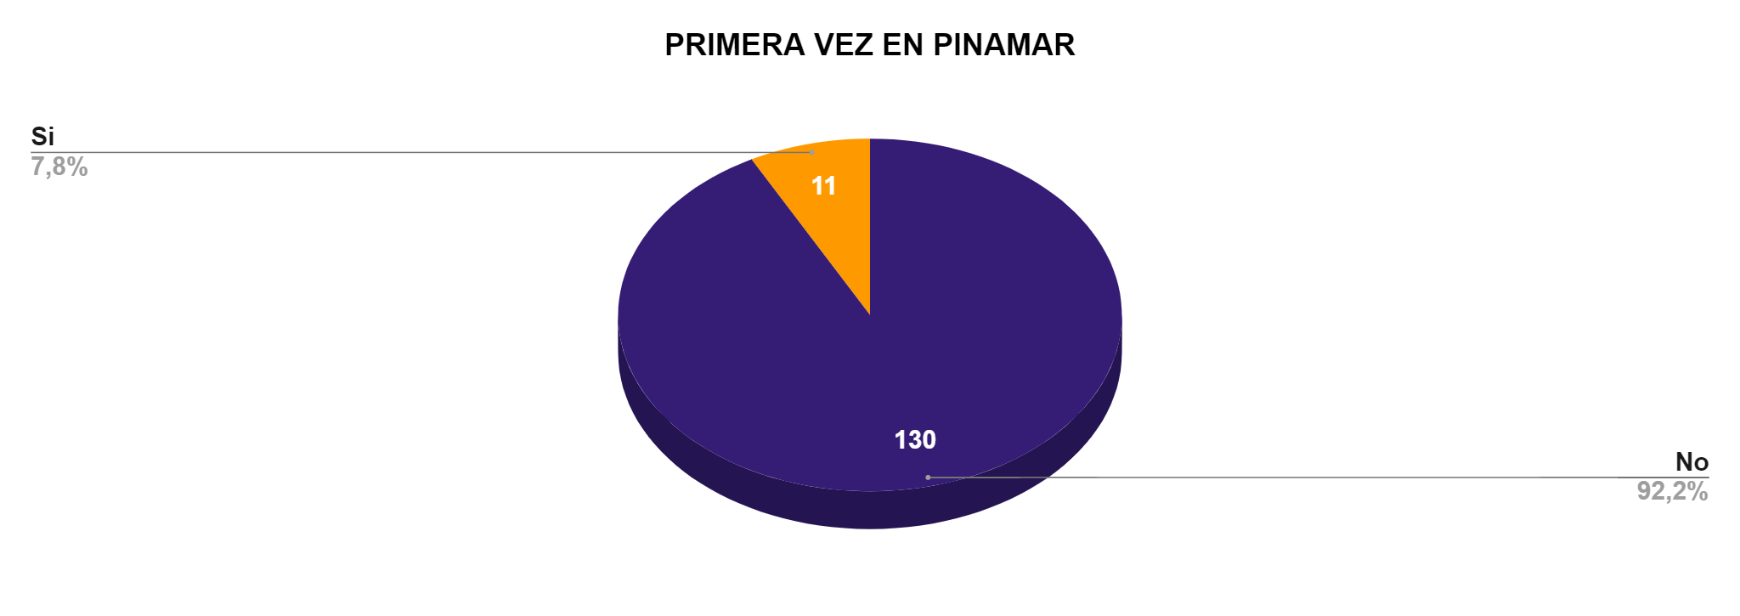 PRIMERA VEZ EN PINAMAR
Si
7,8%
11
130
No
92,2%